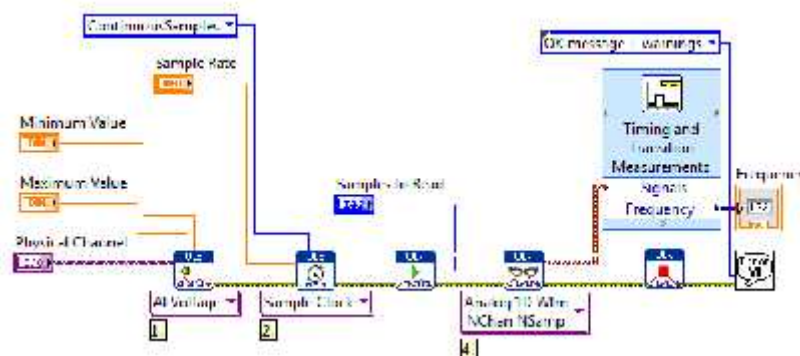 ContinuousSamples
OK message + warnings
Sample Rate
Minimum Value
Timing and
Transition
Measurements
Maximum Value
Samples to Read
Signals
Frequency
Frequency
Physical Channel
AI Voltage
Sample Clock
Analog 1D Wfm
NChan NSamp
1
2
4